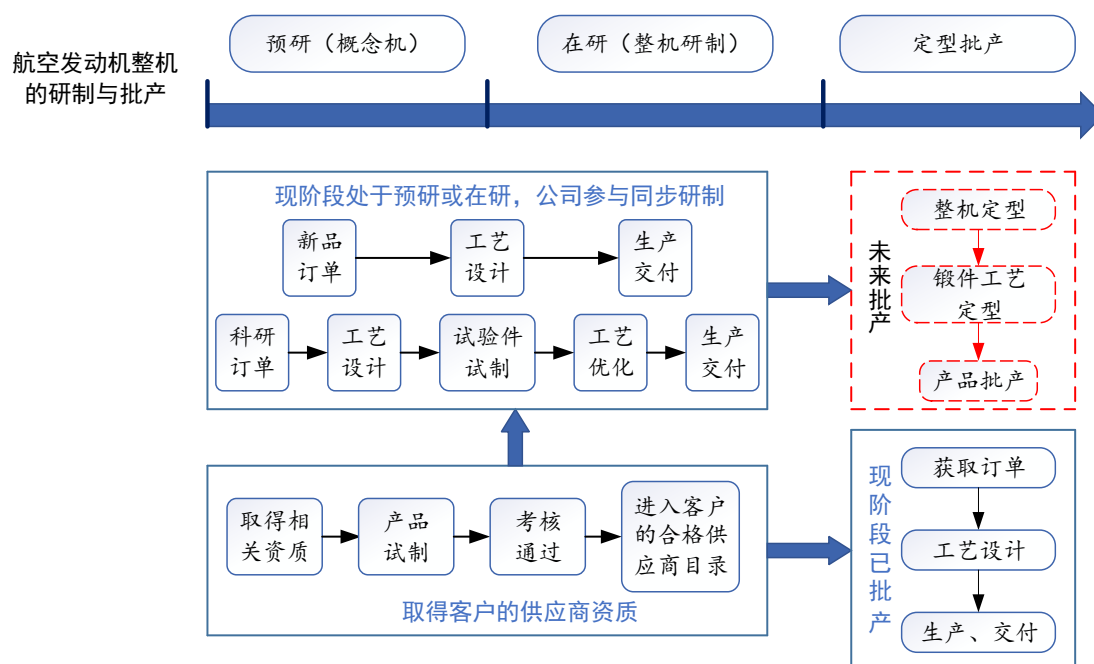 预研（概念机）
在研（整机研制）
定型批产
航空发动机整机
的研制与批产
现阶段处于预研或在研，公司参与同步研制
新品
订单
工艺
设计
生产
交付
科研
订单
工艺
设计
试验件
试制
工艺
优化
生产
交付
未来批产
整机定型
锻件工艺
定型
产品批产
取得相
关资质
产品
试制
考核
通过
进入客户
的合格供
应商目录
取得客户的供应商资质
现阶段已批产
获取订单
工艺设计
生产、交付